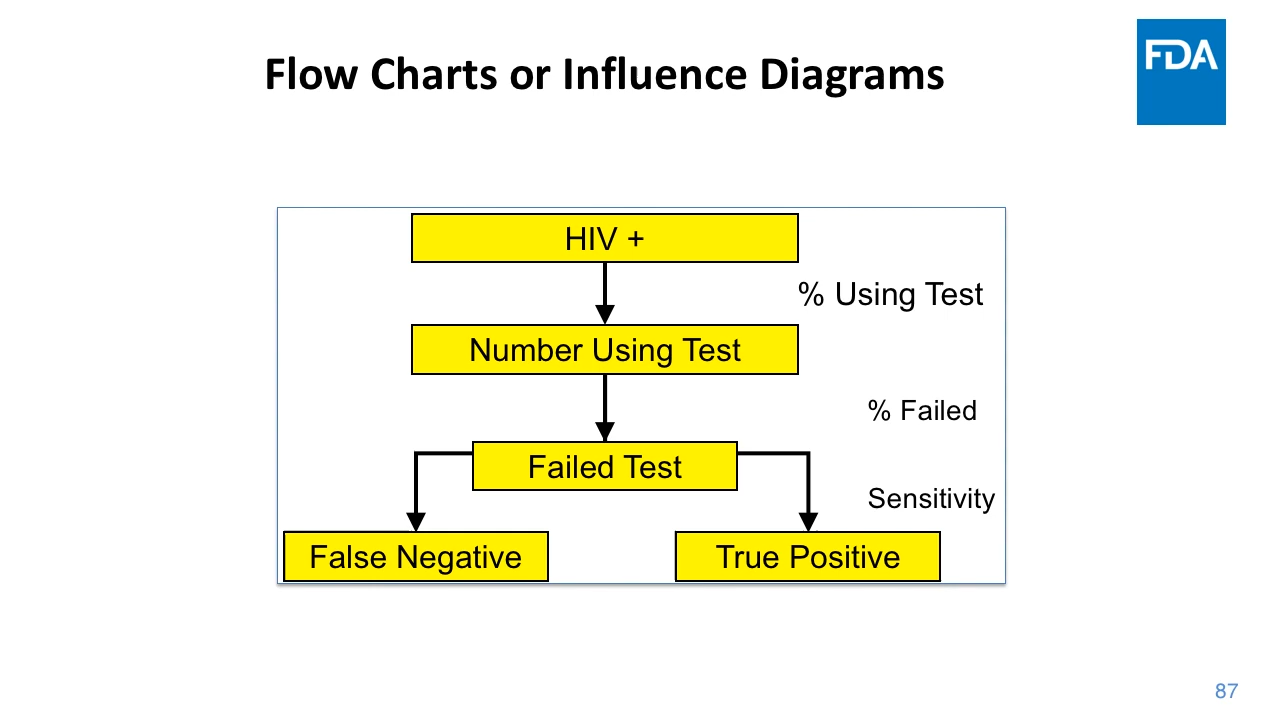 Flow Charts or Influence Diagrams
FDA
HIV +
% Using Test
Number Using Test
% Failed
Failed Test
Sensitivity
False Negative
True Positive
87